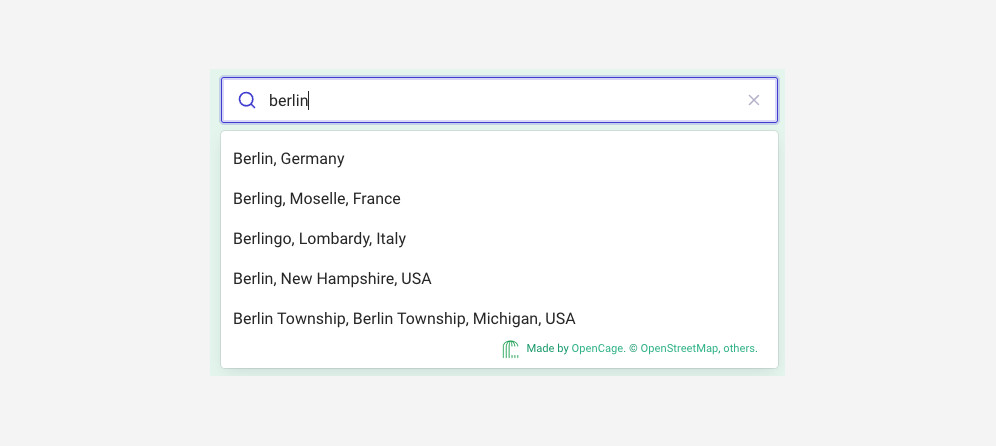 berlin
Berlin, Germany
Berling, Moselle, France
Berlingo, Lombardy, Italy
Berlin, New Hampshire, USA
Berlin Township, Berlin Township, Michigan, USA
Made by OpenCage. © OpenStreetMap, others.